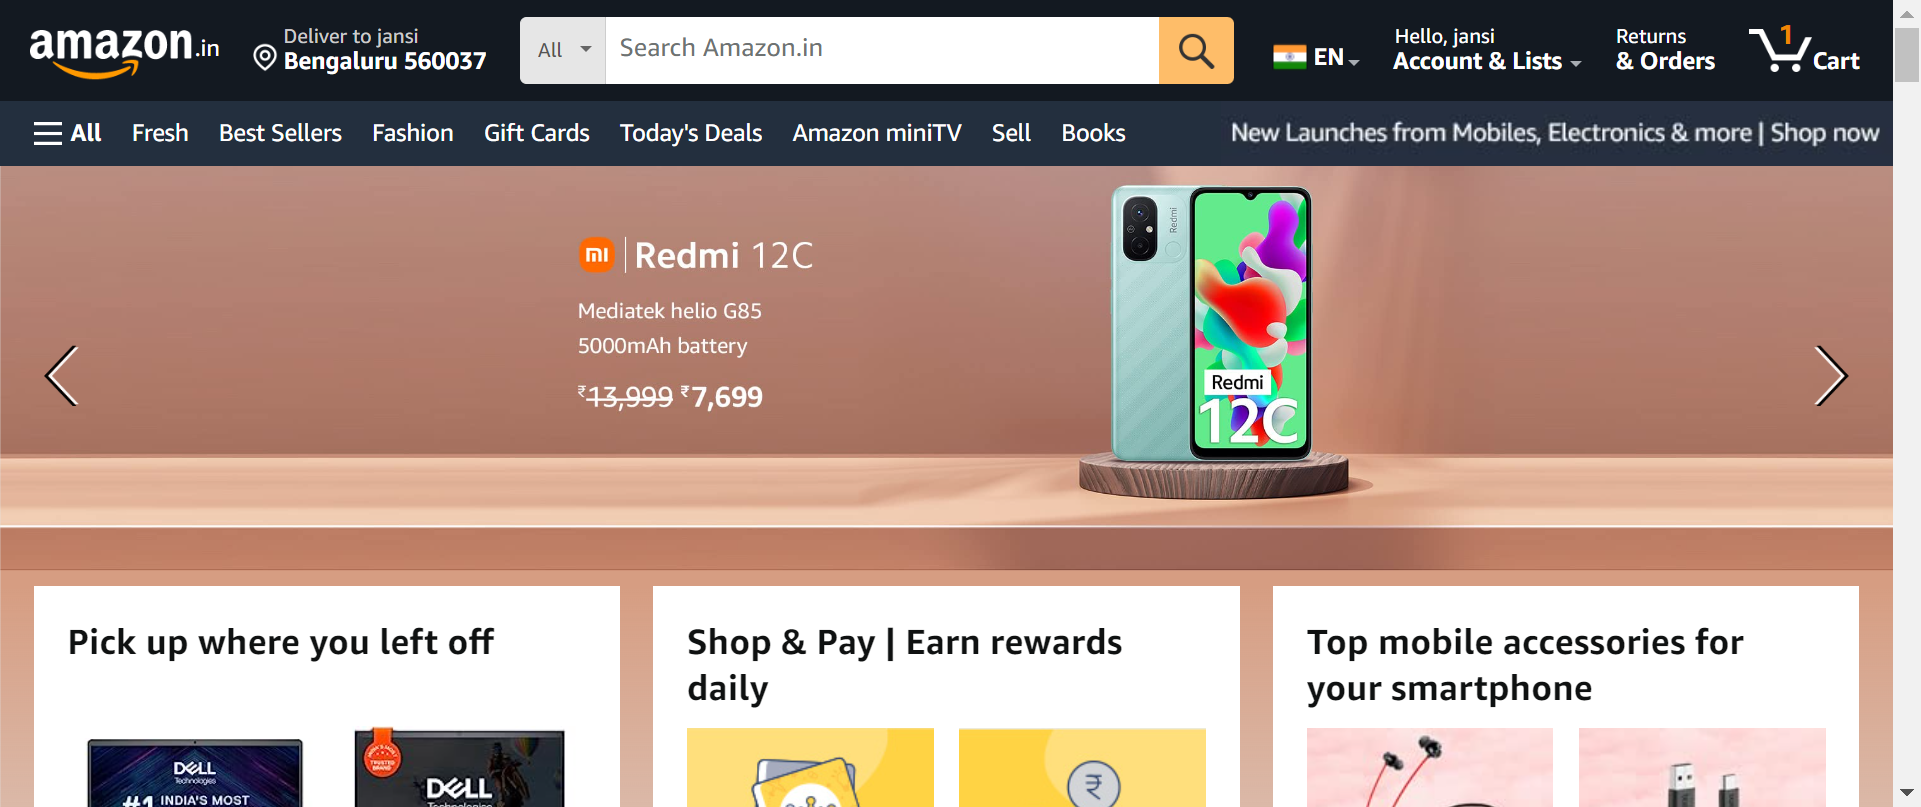 amazon.in
Deliver to jansi
Bengaluru 560037
All
Search Amazon.in
EN
Hello, jansi
Account & Lists
Returns
& Orders
1
Cart
All
Fresh
Best Sellers
Fashion
Gift Cards
Today's Deals
Amazon miniTV
Sell
Books
New Launches from Mobiles, Electronics & more | Shop now
mi | Redmi 12C
Mediatek helio G85
5000mAh battery
₹13,999 ₹7,699
Redmi
Redmi
12C
Pick up where you left off
Shop & Pay | Earn rewards
daily
Top mobile accessories for
your smartphone
DELL
Technologies
#1 INDIA'S MOST
TRUSTED
BRAND
DELL
Technologies
₹